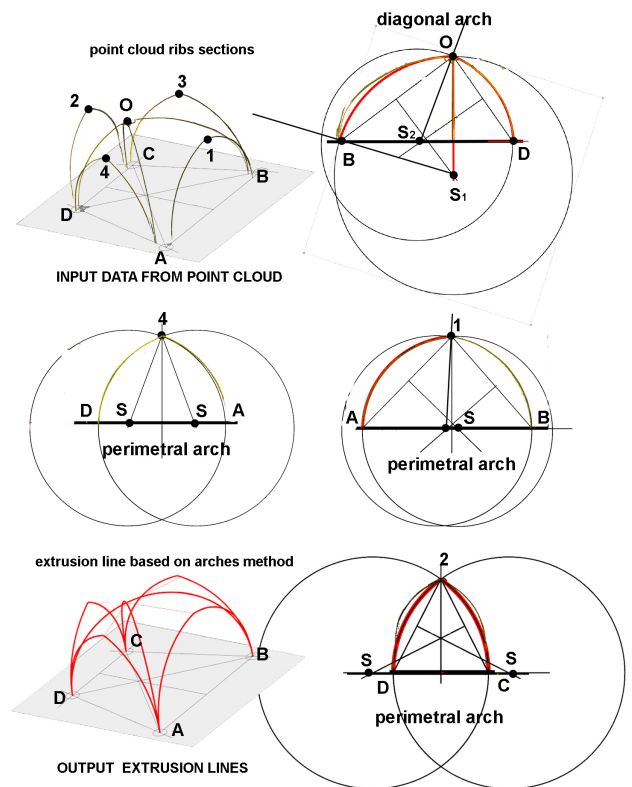 diagonal arch
point cloud ribs sections
O
3
2
O
1
C
4
B
S2
B
D
D
S1
A
INPUT DATA FROM POINT CLOUD
4
1
D
S
S
A
A
S
B
perimetral arch
perimetral arch
extrusion line based on arches method
2
C
B
S
S
D
D
C
A
perimetral arch
OUTPUT EXTRUSION LINES